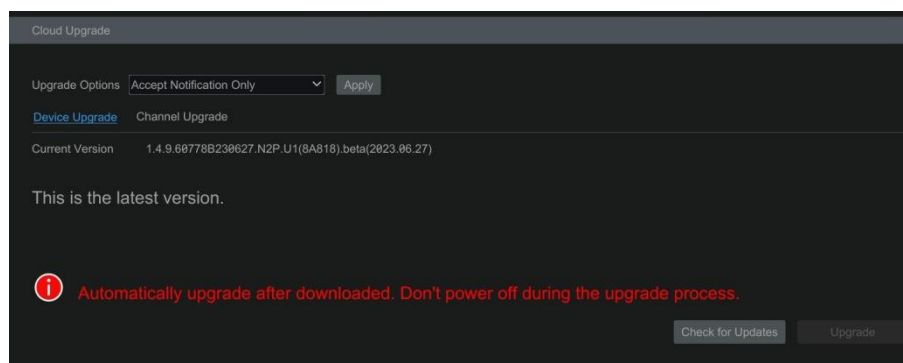 Cloud Upgrade
Upgrade Options Accept Notification Only Apply
Device Upgrade Channel Upgrade
Current Version 1.4.9.60778B230627.N2P.U1(8A818).beta(2023.06.27)
This is the latest version.
Automatically upgrade after downloaded. Don't power off during the upgrade process.
Check for Updates Upgrade